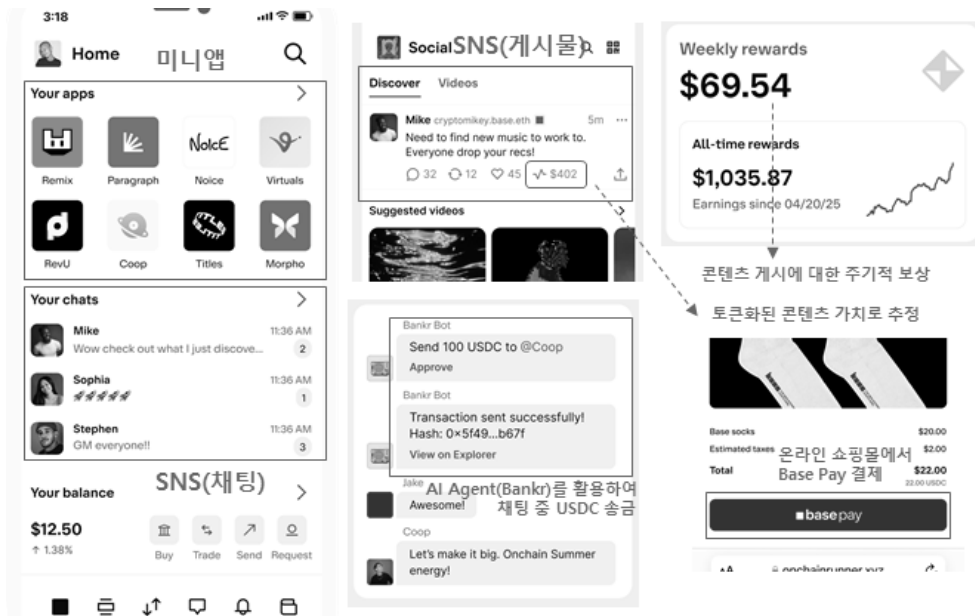 3:18
Home
미니앱
Your apps
Remix
Paragraph
NoIcE
Noice
Virtuals
RevU
Coop
TITLES
Titles
Morpho
Your chats
Mike
11:36 AM
Wow check out what I just discove...
2
Sophia
11:36 AM
🚀🚀🚀🚀🚀
1
Stephen
11:36 AM
GM everyone!!
3
SNS(채팅)
Your balance
$12.50
↑ 1.38%
Buy
Trade
Send
Request
Social
SNS(게시물)
Discover
Videos
Mike cryptomikey.base.eth
5m
Need to find new music to work to.
Everyone drop your recs!
32
12
45
$402
Suggested videos
Bankr Bot
Send 100 USDC to @Coop
Approve
Bankr Bot
Transaction sent successfully!
Hash: 0×5f49...b67f
View on Explorer
Jake
AI Agent(Bankr)를 활용하여
채팅 중 USDC 송금
Awesome!
Coop
Let's make it big. Onchain Summer
energy!
Weekly rewards
$69.54
All-time rewards
$1,035.87
Earnings since 04/20/25
콘텐츠 게시에 대한 주기적 보상
토큰화된 콘텐츠 가치로 추정
base
Base socks
$20.00
Estimated taxes
$2.00
온라인 쇼핑몰에서
Base Pay 결제
Total
$22.00
22.00 USDC
base pay
AA
onchainrunner.xyz